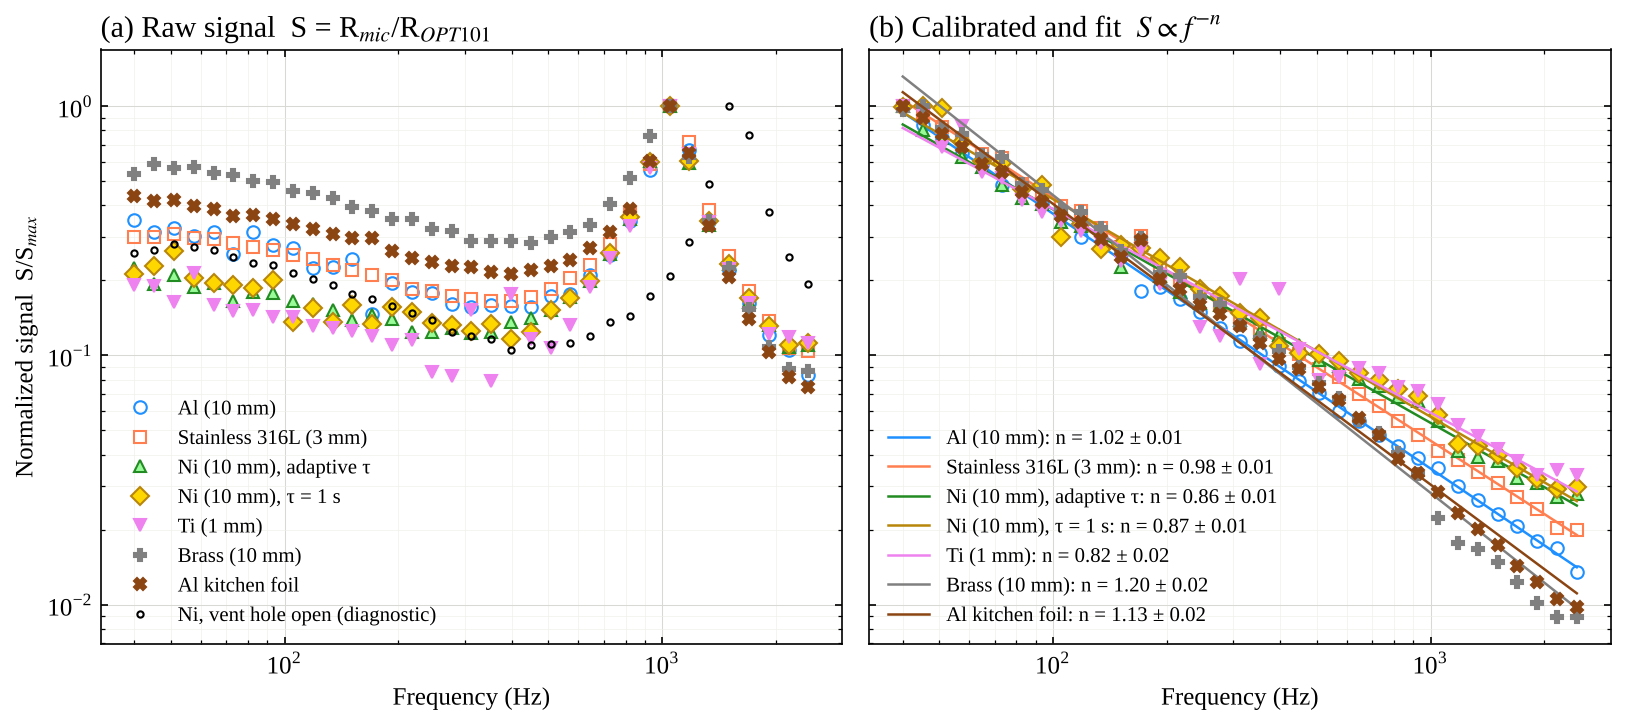 (a) Raw signal S = R_mic/R_OPT101
(b) Calibrated and fit S ∝ f^−n
Normalized signal S/S_max
10^0
10^−1
10^−2
Al (10 mm)
Stainless 316L (3 mm)
Ni (10 mm), adaptive τ
Ni (10 mm), τ = 1 s
Ti (1 mm)
Brass (10 mm)
Al kitchen foil
Ni, vent hole open (diagnostic)
10^2
10^3
Frequency (Hz)
Al (10 mm): n = 1.02 ± 0.01
Stainless 316L (3 mm): n = 0.98 ± 0.01
Ni (10 mm), adaptive τ: n = 0.86 ± 0.01
Ni (10 mm), τ = 1 s: n = 0.87 ± 0.01
Ti (1 mm): n = 0.82 ± 0.02
Brass (10 mm): n = 1.20 ± 0.02
Al kitchen foil: n = 1.13 ± 0.02
10^2
10^3
Frequency (Hz)